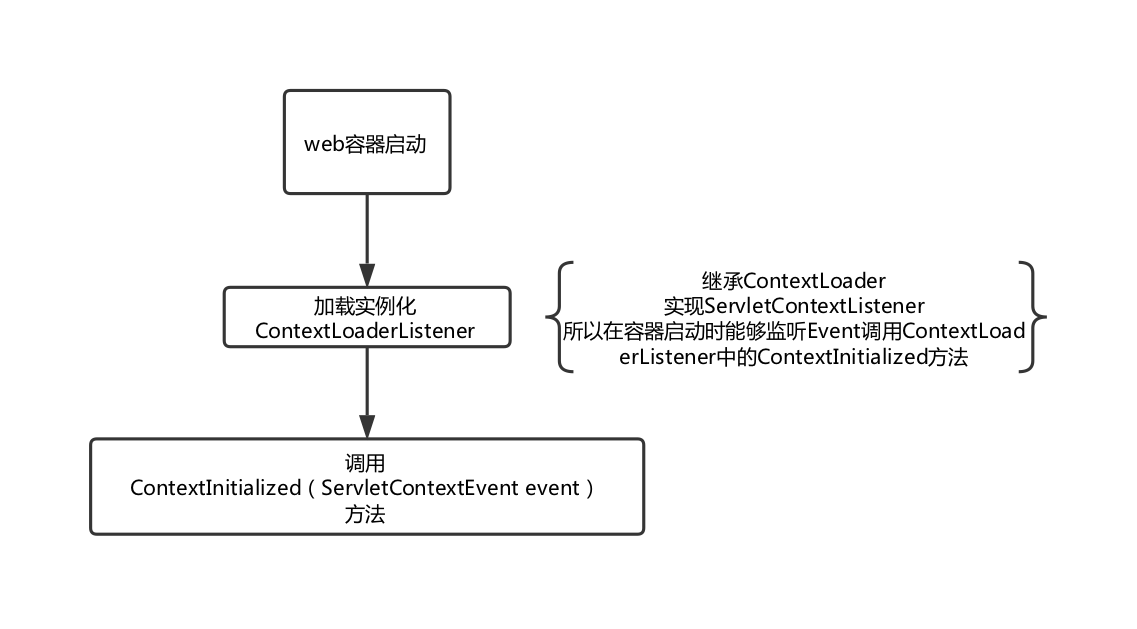 web容器启动
加载实例化
ContextLoaderListener
继承ContextLoader
实现ServletContextListener
所以在容器启动时能够监听Event调用ContextLoad
erListener中的ContextInitialized方法
调用
ContextInitialized（ServletContextEvent event）
方法